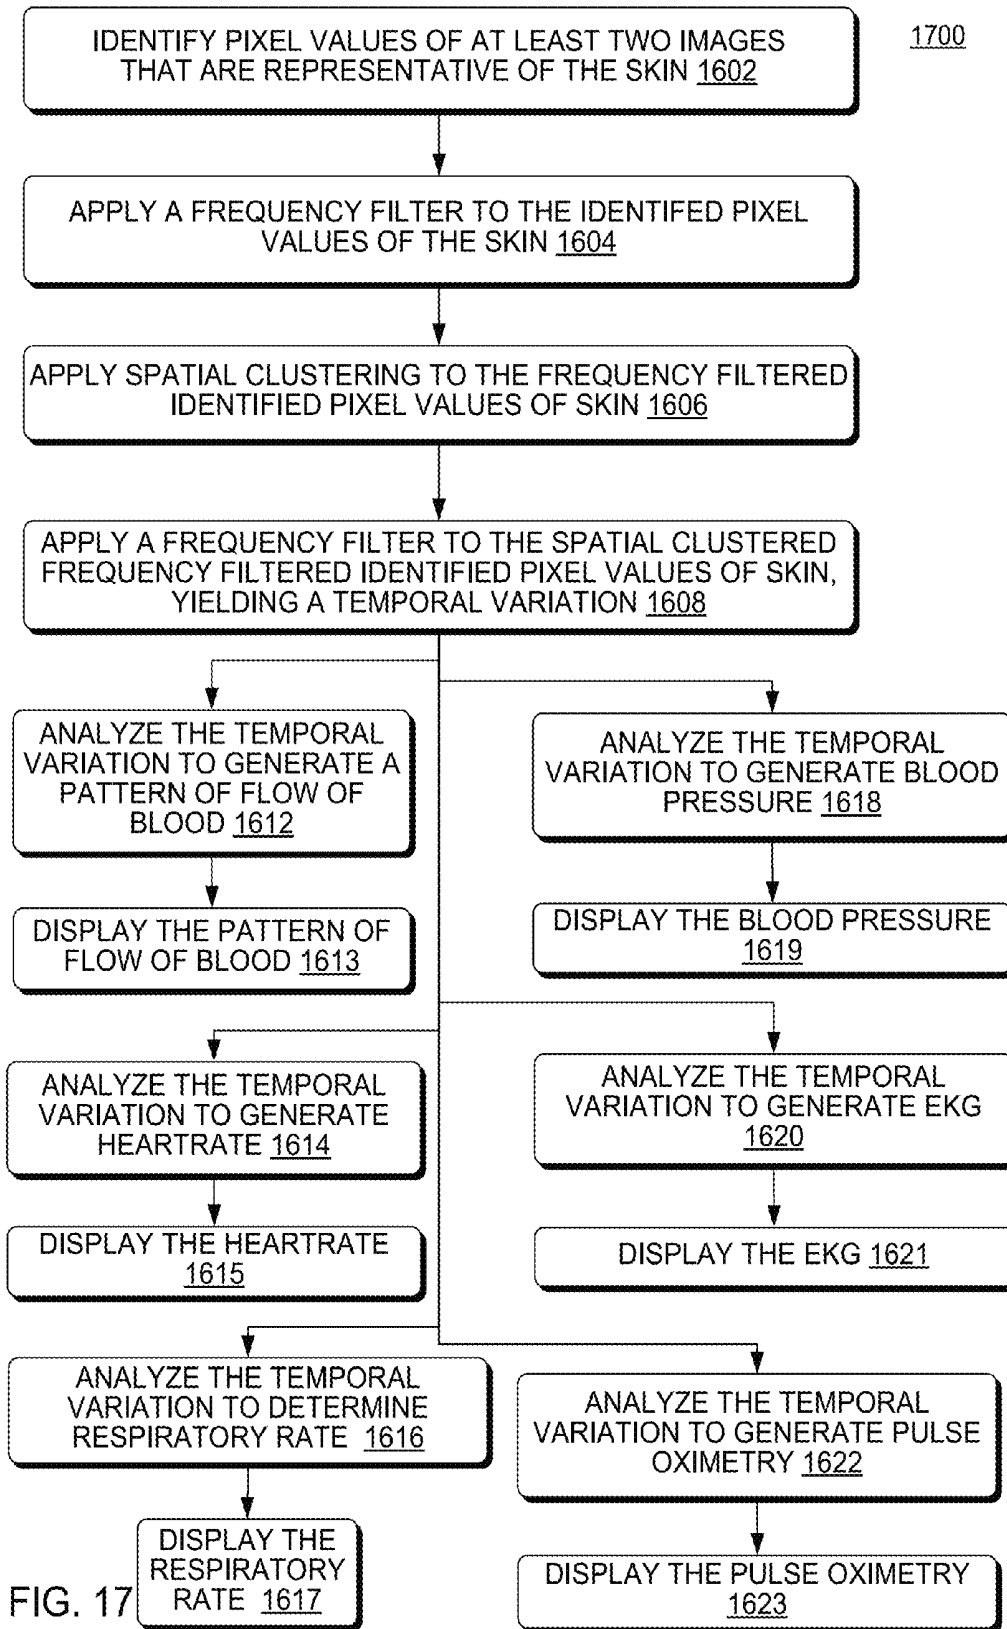 1700
IDENTIFY PIXEL VALUES OF AT LEAST TWO IMAGES
THAT ARE REPRESENTATIVE OF THE SKIN 1602
APPLY A FREQUENCY FILTER TO THE IDENTIFED PIXEL
VALUES OF THE SKIN 1604
APPLY SPATIAL CLUSTERING TO THE FREQUENCY FILTERED
IDENTIFIED PIXEL VALUES OF SKIN 1606
APPLY A FREQUENCY FILTER TO THE SPATIAL CLUSTERED
FREQUENCY FILTERED IDENTIFIED PIXEL VALUES OF SKIN,
YIELDING A TEMPORAL VARIATION 1608
ANALYZE THE TEMPORAL
VARIATION TO GENERATE A
PATTERN OF FLOW OF
BLOOD 1612
DISPLAY THE PATTERN OF
FLOW OF BLOOD 1613
ANALYZE THE TEMPORAL
VARIATION TO GENERATE BLOOD
PRESSURE 1618
DISPLAY THE BLOOD PRESSURE
1619
ANALYZE THE TEMPORAL
VARIATION TO GENERATE
HEARTRATE 1614
DISPLAY THE HEARTRATE
1615
ANALYZE THE TEMPORAL
VARIATION TO GENERATE EKG
1620
DISPLAY THE EKG 1621
ANALYZE THE TEMPORAL
VARIATION TO DETERMINE
RESPIRATORY RATE 1616
DISPLAY THE
RESPIRATORY
RATE 1617
ANALYZE THE TEMPORAL
VARIATION TO GENERATE PULSE
OXIMETRY 1622
DISPLAY THE PULSE OXIMETRY
1623
FIG. 17